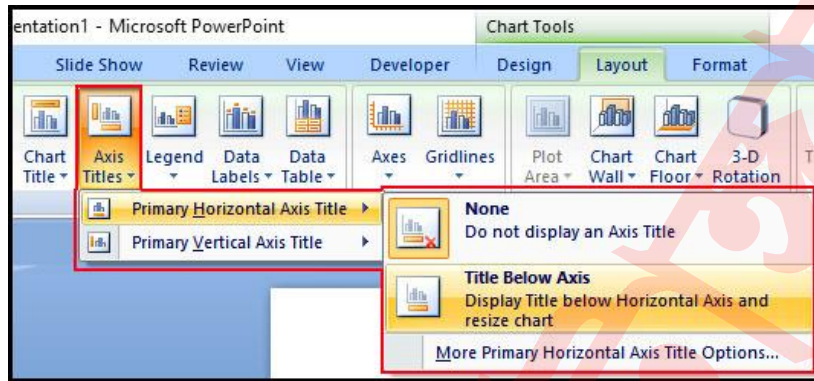 entation1 - Microsoft PowerPoint
Chart Tools
Slide Show Review View Developer Design Layout Format
Chart Title
Axis Titles
Legend
Data Labels
Data Table
Axes
Gridlines
Plot Area
Chart Wall
Chart Floor
3-D Rotation
T
Primary Horizontal Axis Title
Primary Vertical Axis Title
None
Do not display an Axis Title
Title Below Axis
Display Title below Horizontal Axis and
resize chart
More Primary Horizontal Axis Title Options...